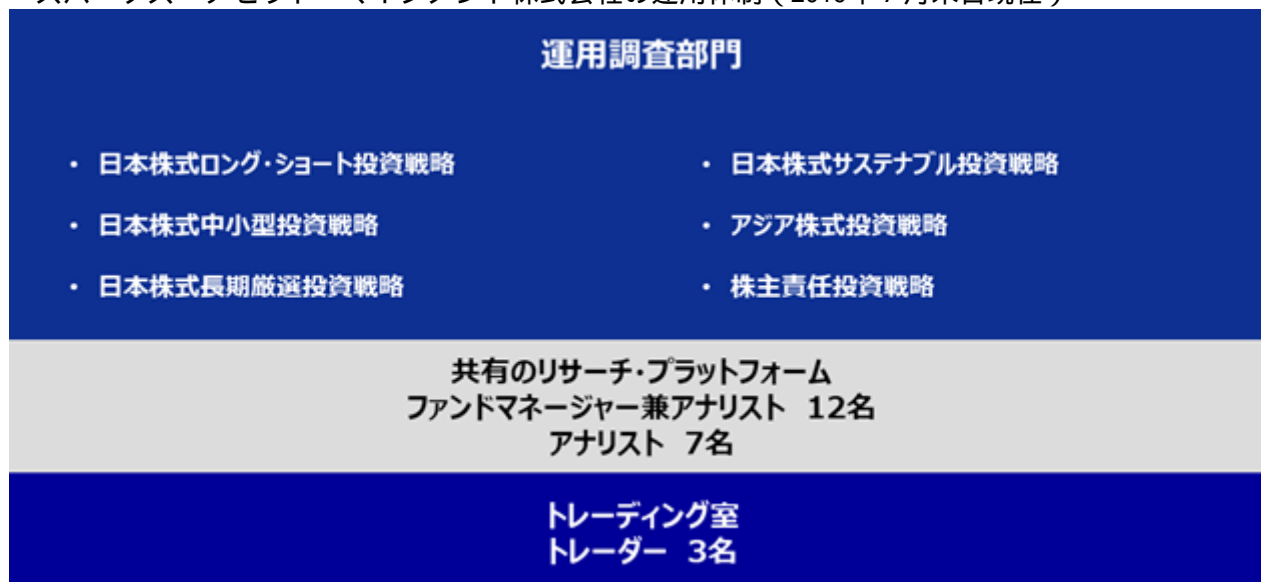 運用調査部門
・ 日本株式ロング・ショート投資戦略
・ 日本株式中小型投資戦略
・ 日本株式長期厳選投資戦略
・ 日本株式サステナブル投資戦略
・ アジア株式投資戦略
・ 株主責任投資戦略
共有のリサーチ・プラットフォーム
ファンドマネージャー兼アナリスト 12名
アナリスト 7名
トレーディング室
トレーダー 3名